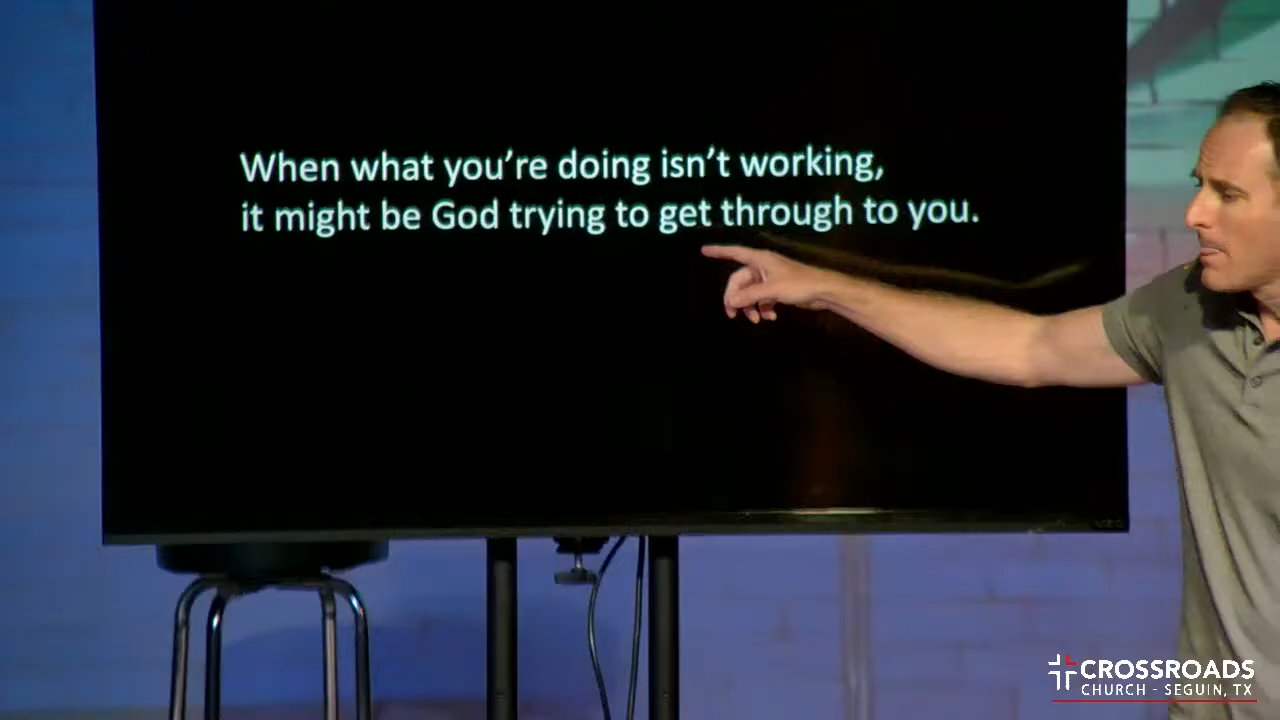 When what you're doing isn't working,
it might be God trying to get through to you.
CROSSROADS
CHURCH - SEGUIN, TX